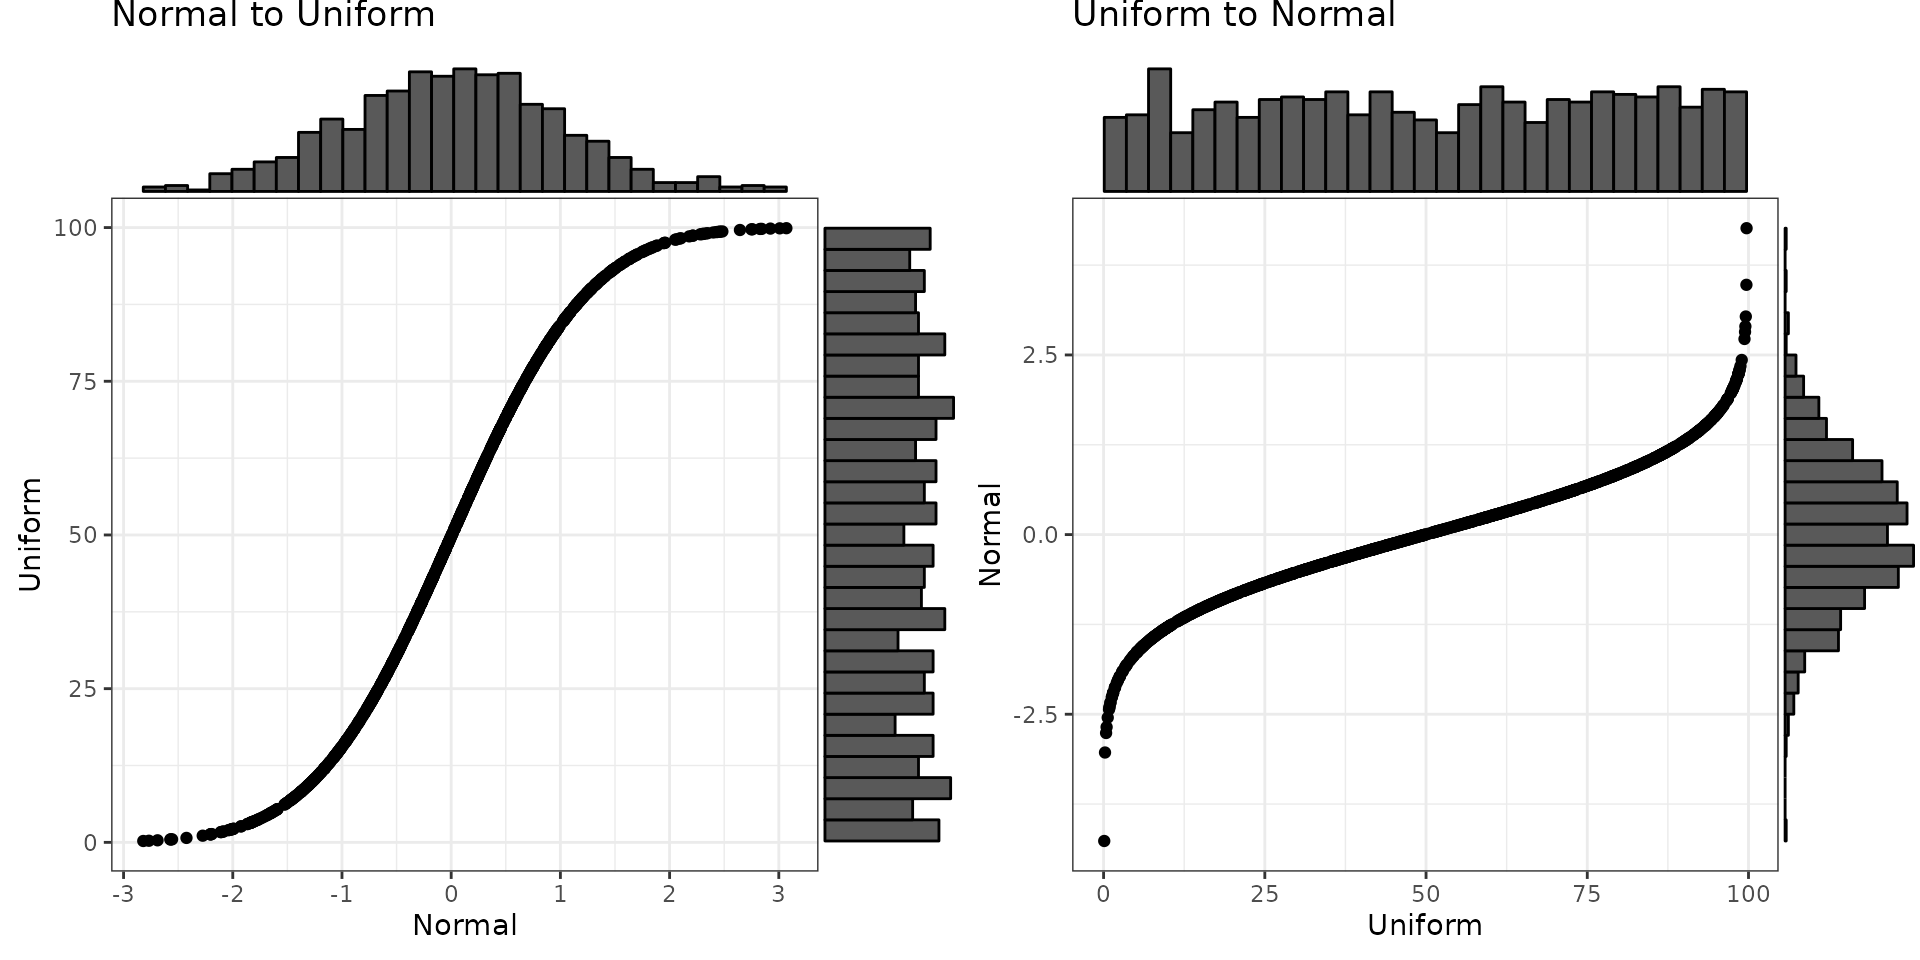 Normal to Uniform
100
75
50
25
0
Uniform
-3 -2 -1 0 1 2 3
Normal
Uniform to Normal
2.5
0.0
-2.5
Normal
0 25 50 75 100
Uniform